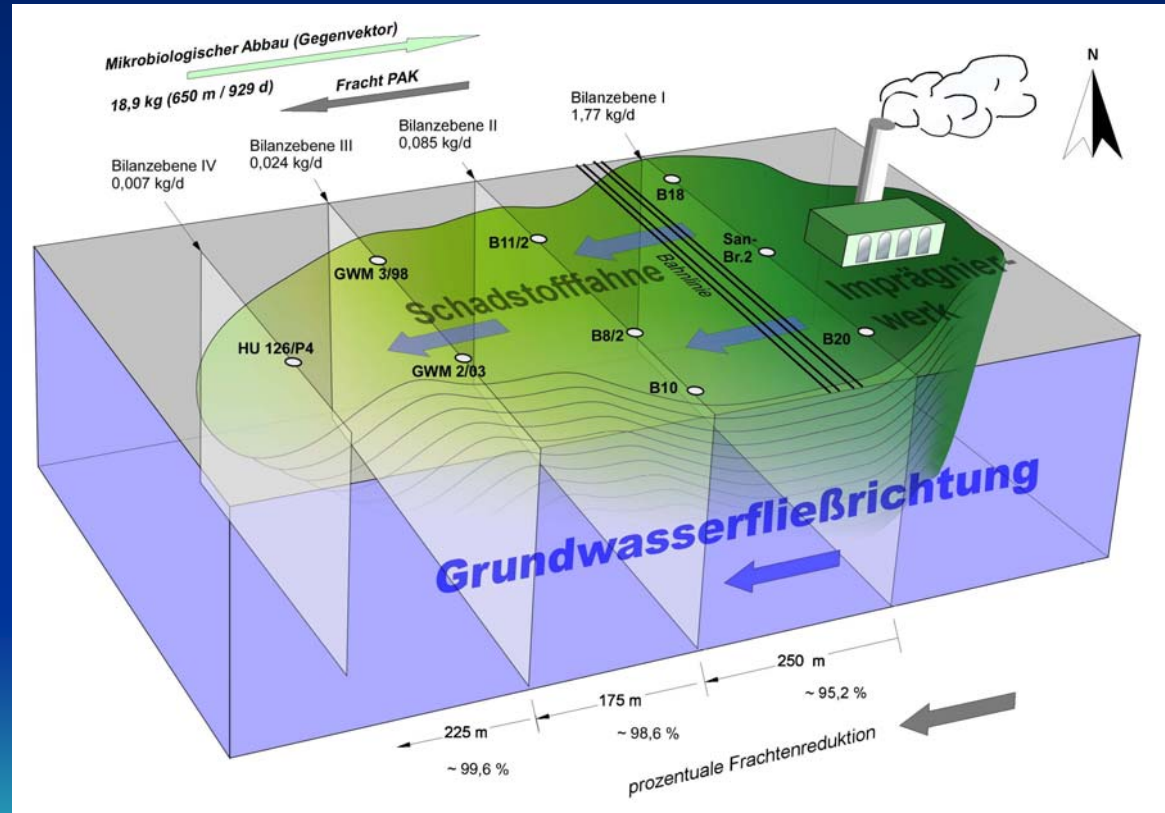 Mikrobiologischer Abbau (Gegenvektor)
18,9 kg (650 m / 929 d)
Fracht PAK
N
Bilanzebene I
1,77 kg/d
Bilanzebene II
0,085 kg/d
Bilanzebene III
0,024 kg/d
Bilanzebene IV
0,007 kg/d
B18
B11/2
San-
Br.2
Bahnlinie
GWM 3/98
Schadstofffahne
Imprägnier-
werk
HU 126/P4
GWM 2/03
B8/2
B20
B10
Grundwasserfließrichtung
250 m
~ 95,2 %
175 m
~ 98,6 %
225 m
~ 99,6 %
prozentuale Frachtenreduktion